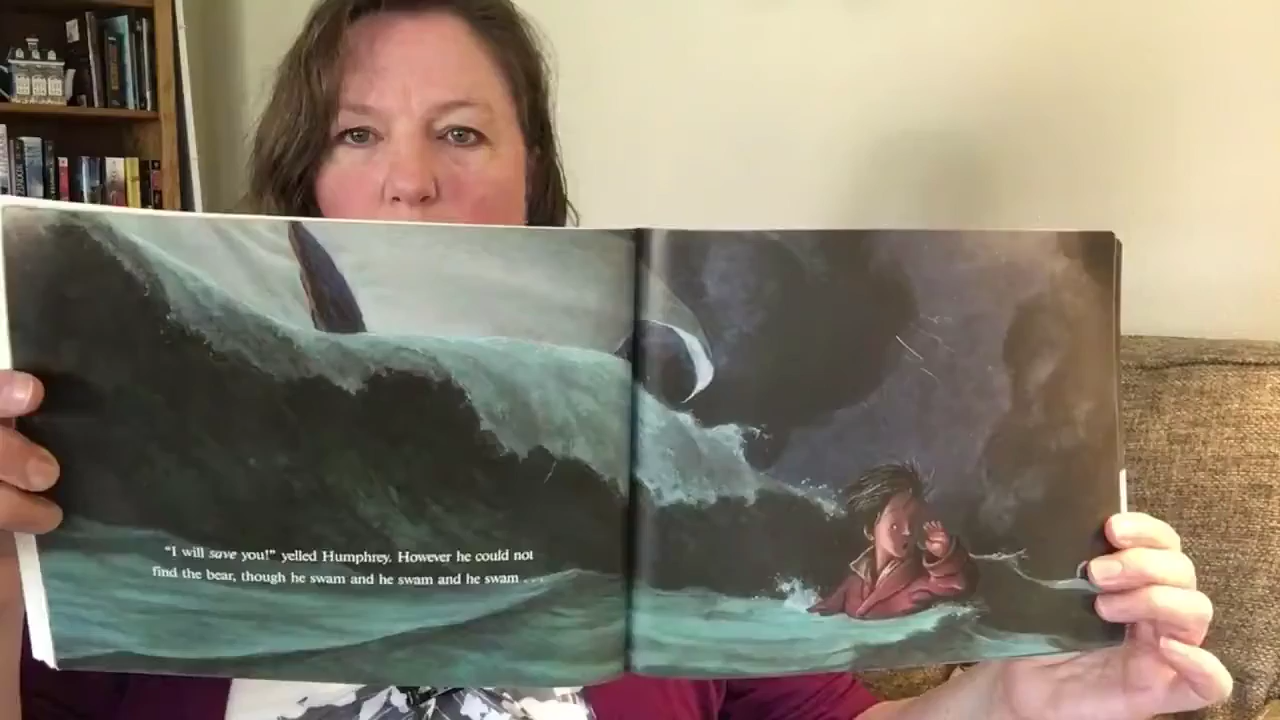 "I will save you!" yelled Humphrey. However he could not
find the bear, though he swam and he swam and he swam . . .